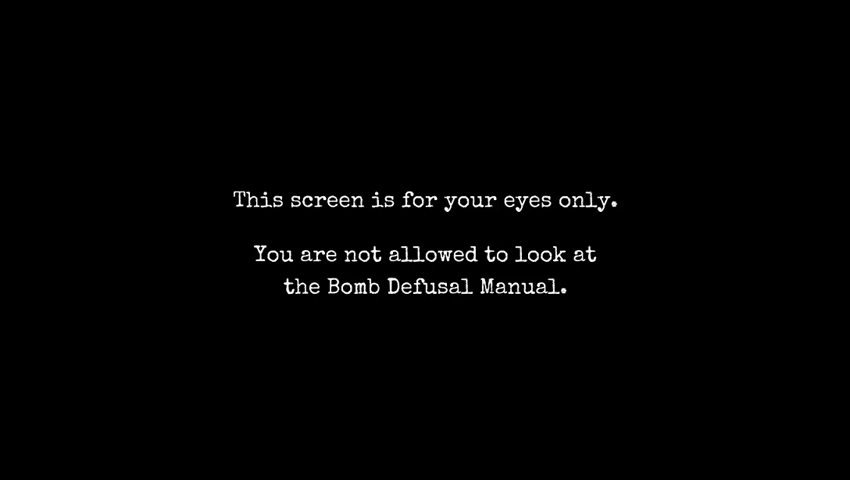 This screen is for your eyes only.
You are not allowed to look at
the Bomb Defusal Manual.